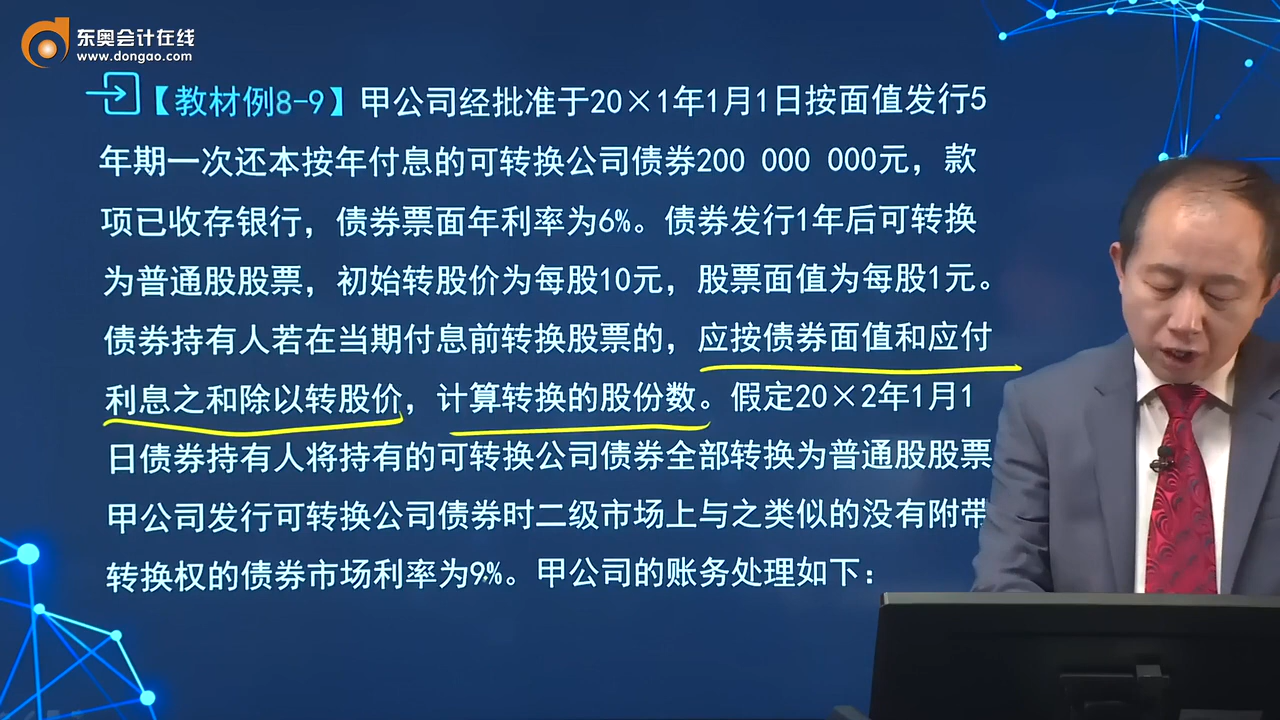 东奥会计在线
www.dongao.com
【教材例8-9】甲公司经批准于20×1年1月1日按面值发行5
年期一次还本按年付息的可转换公司债券200 000 000元，款
项已收存银行，债券票面年利率为6%。债券发行1年后可转换
为普通股股票，初始转股价为每股10元，股票面值为每股1元。
债券持有人若在当期付息前转换股票的，应按债券面值和应付
利息之和除以转股价，计算转换的股份数。假定20×2年1月1
日债券持有人将持有的可转换公司债券全部转换为普通股股票
甲公司发行可转换公司债券时二级市场上与之类似的没有附带
转换权的债券市场利率为9%。甲公司的账务处理如下：